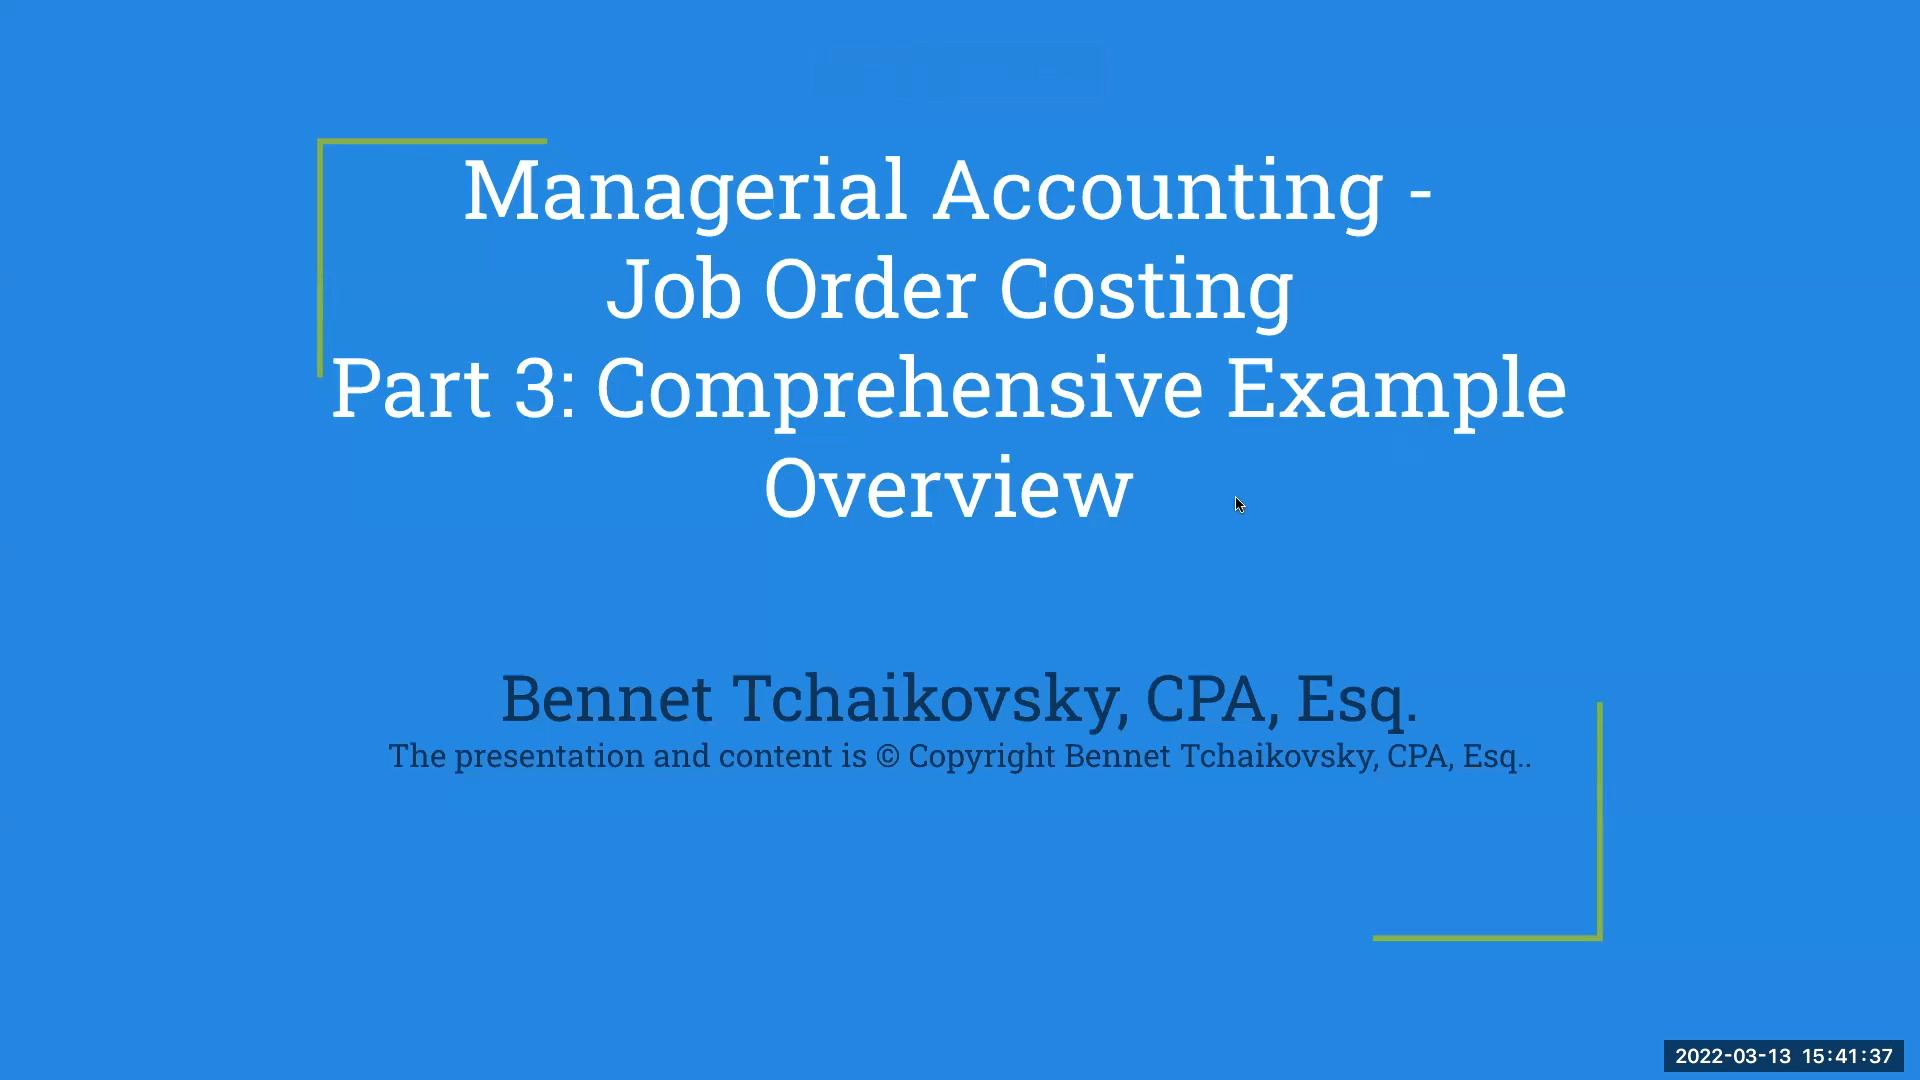 Managerial Accounting -
Job Order Costing
Part 3: Comprehensive Example
Overview
Bennet Tchaikovsky, CPA, Esq.
The presentation and content is © Copyright Bennet Tchaikovsky, CPA, Esq..
2022-03-13 15:41:37